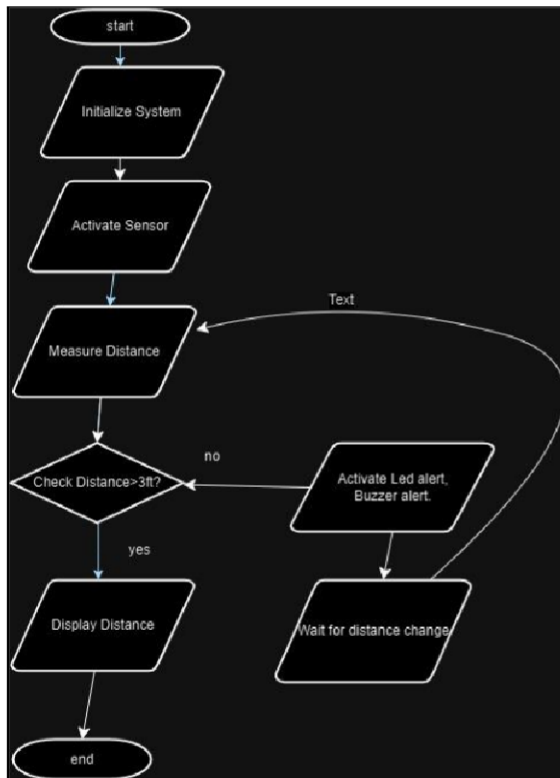 start
Initialize System
Activate Sensor
Text
Measure Distance
no
Check Distance>3ft?
Activate Led alert,
Buzzer alert.
yes
Display Distance
Wait for distance change
end